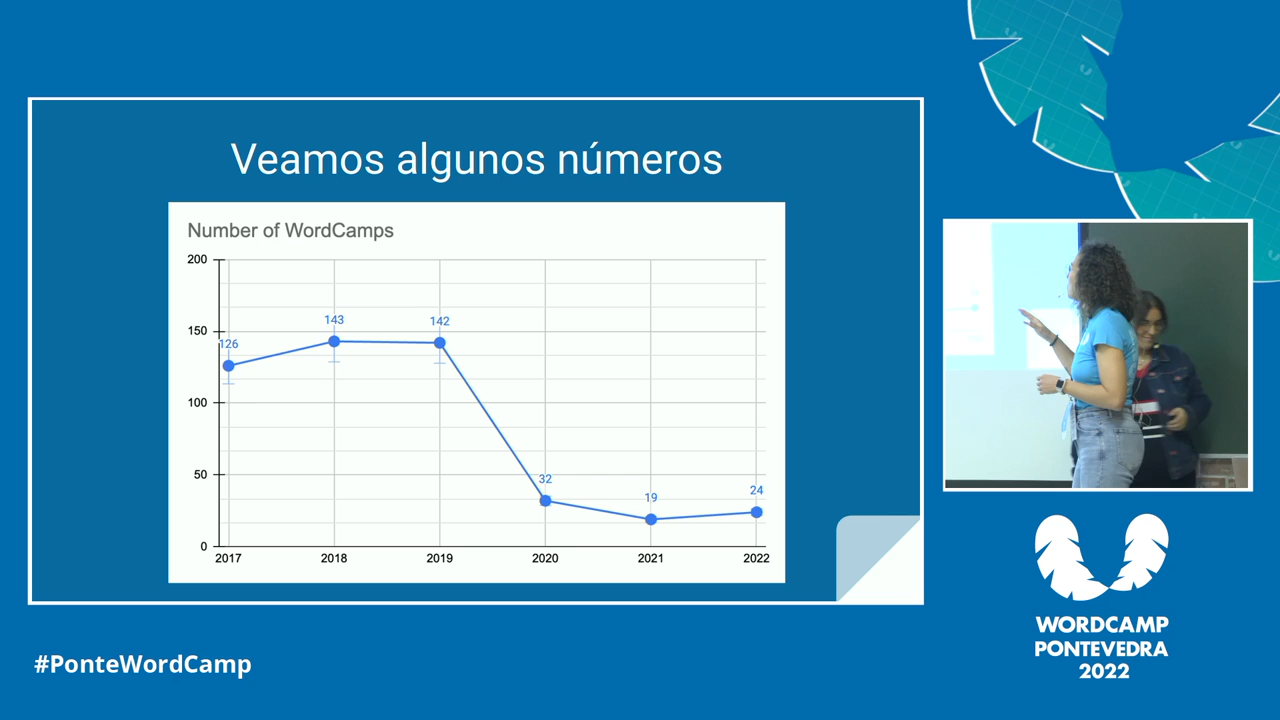 Veamos algunos números
Number of WordCamps
200
150
100
50
0
126
143
142
32
19
24
2017 2018 2019 2020 2021 2022
#PonteWordCamp
WORDCAMP
PONTEVEDRA
2022